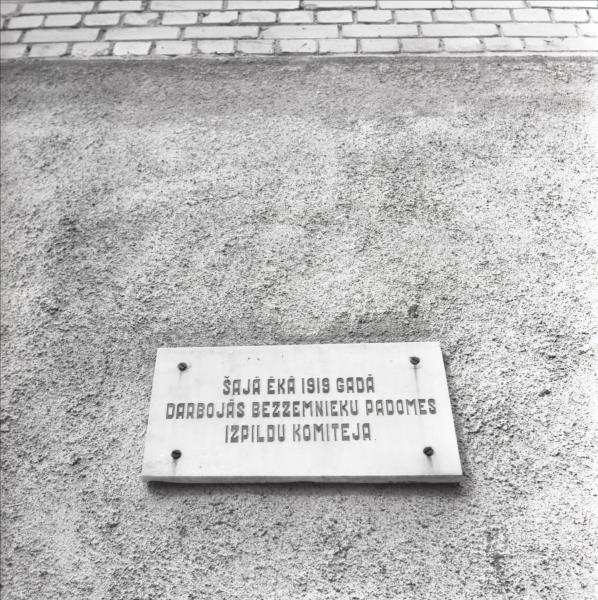 ŠAJĀ ĒKĀ 1919 GADĀ
DARBOJĀS BEZZEMNIEKU PADOMES
IZPILDU KOMITEJA.